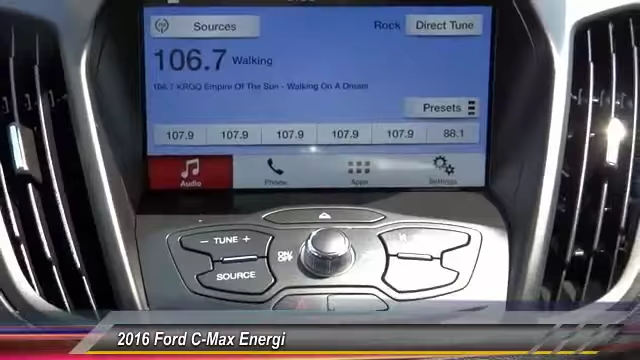 Sources
Rock
Direct Tune
106.7 Walking
106.7 KRQQ Empire Of The Sun - Walking On A Dream
Presets
107.9 107.9 107.9 107.9 107.9 88.1
Audio Phone Apps Settings
– TUNE +
ON/OFF
SOURCE
2016 Ford C-Max Energi